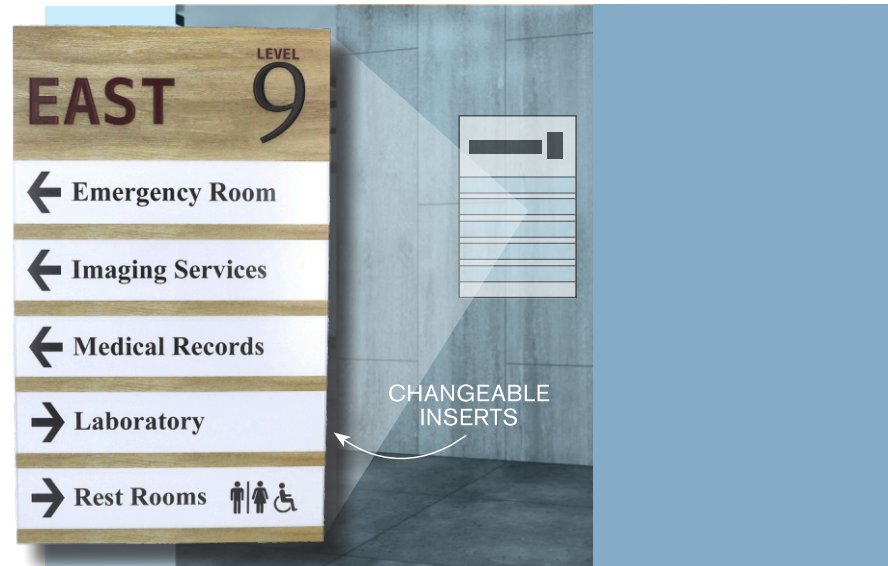 LEVEL
EAST 9
Emergency Room
Imaging Services
Medical Records
Laboratory
Rest Rooms
CHANGEABLE
INSERTS